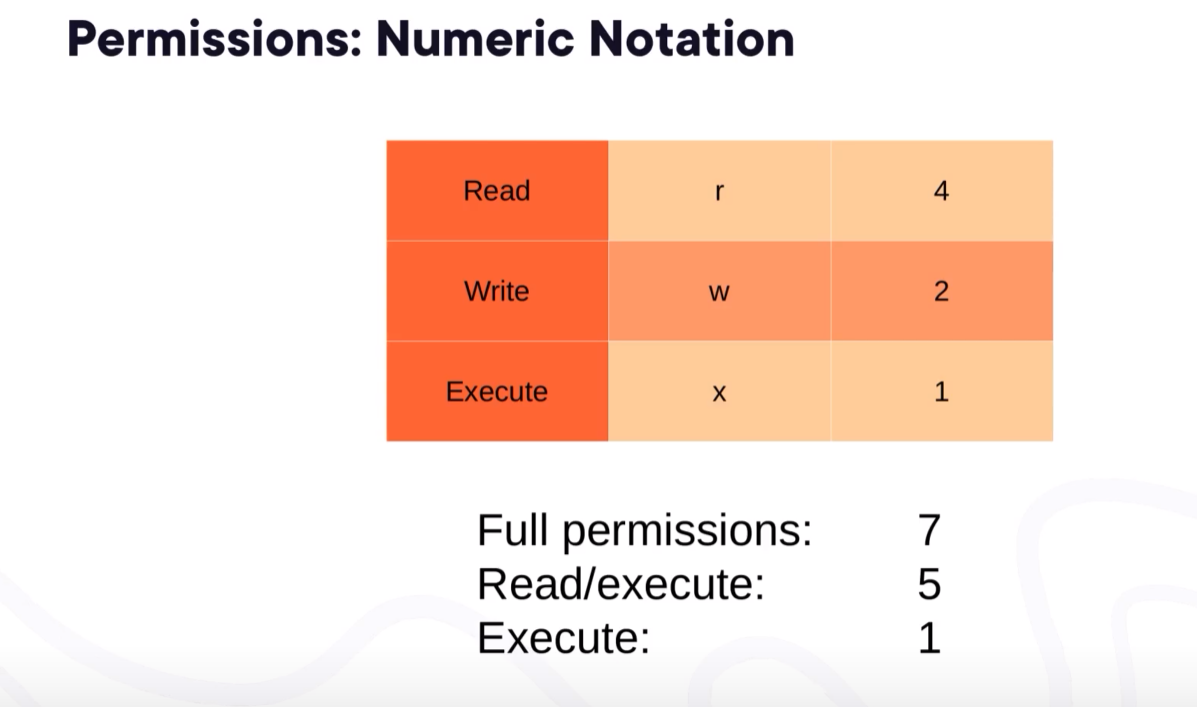 Permissions: Numeric Notation
Read r 4
Write w 2
Execute x 1
Full permissions: 7
Read/execute: 5
Execute: 1